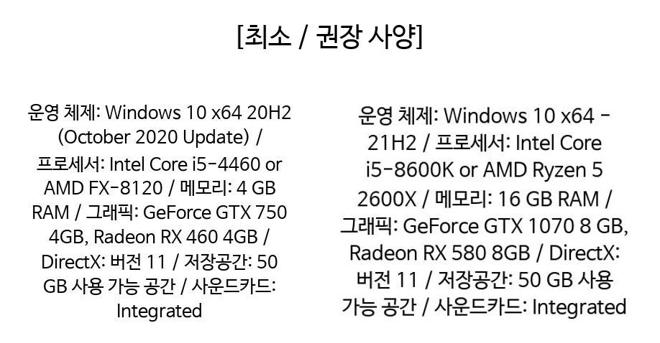 [최소 / 권장 사양]
운영 체제: Windows 10 x64 20H2
(October 2020 Update) /
프로세서: Intel Core i5-4460 or
AMD FX-8120 / 메모리: 4 GB
RAM / 그래픽: GeForce GTX 750
4GB, Radeon RX 460 4GB /
DirectX: 버전 11 / 저장공간: 50
GB 사용 가능 공간 / 사운드카드:
Integrated
운영 체제: Windows 10 x64 -
21H2 / 프로세서: Intel Core
i5-8600K or AMD Ryzen 5
2600X / 메모리: 16 GB RAM /
그래픽: GeForce GTX 1070 8 GB,
Radeon RX 580 8GB / DirectX:
버전 11 / 저장공간: 50 GB 사용
가능 공간 / 사운드카드: Integrated